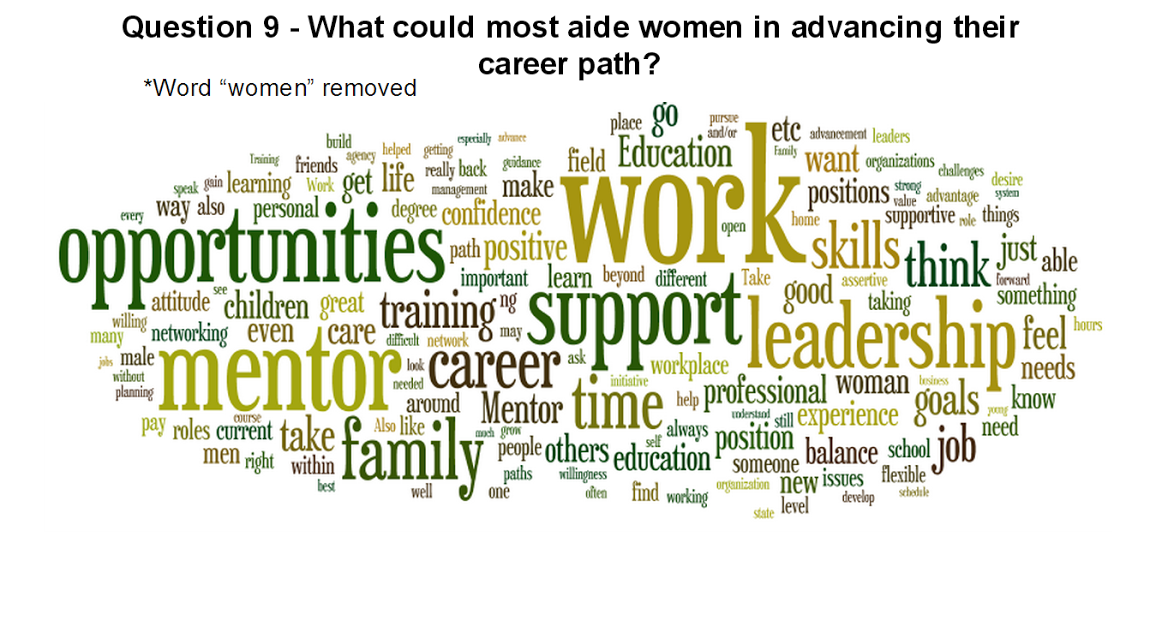 Question 9 - What could most aide women in advancing their
career path?
*Word “women” removed
place go pursue and/or etc advancement leaders
build especially advance
Training friends agency helped getting guidance field Education Family want organizations challenges
speak gain learning Work get life really back management make work positions strong value advantage desire system
every way also personal degree confidence open home supportive role things
opportunities path positive skills think just able
important learn beyond different Take assertive forward
attitude see children great training ng support good taking something
willing many networking even care difficult network may leadership feel hours
jobs male mentor look career ask workplace needs
without planning needed initiative professional woman business
around Mentor time help goals young know
pay roles course current take Also like family much grow understand still experience need
men right within people others self education always position someone balance school job
best paths willingness organization new issues flexible
well one often find working level develop schedule
state